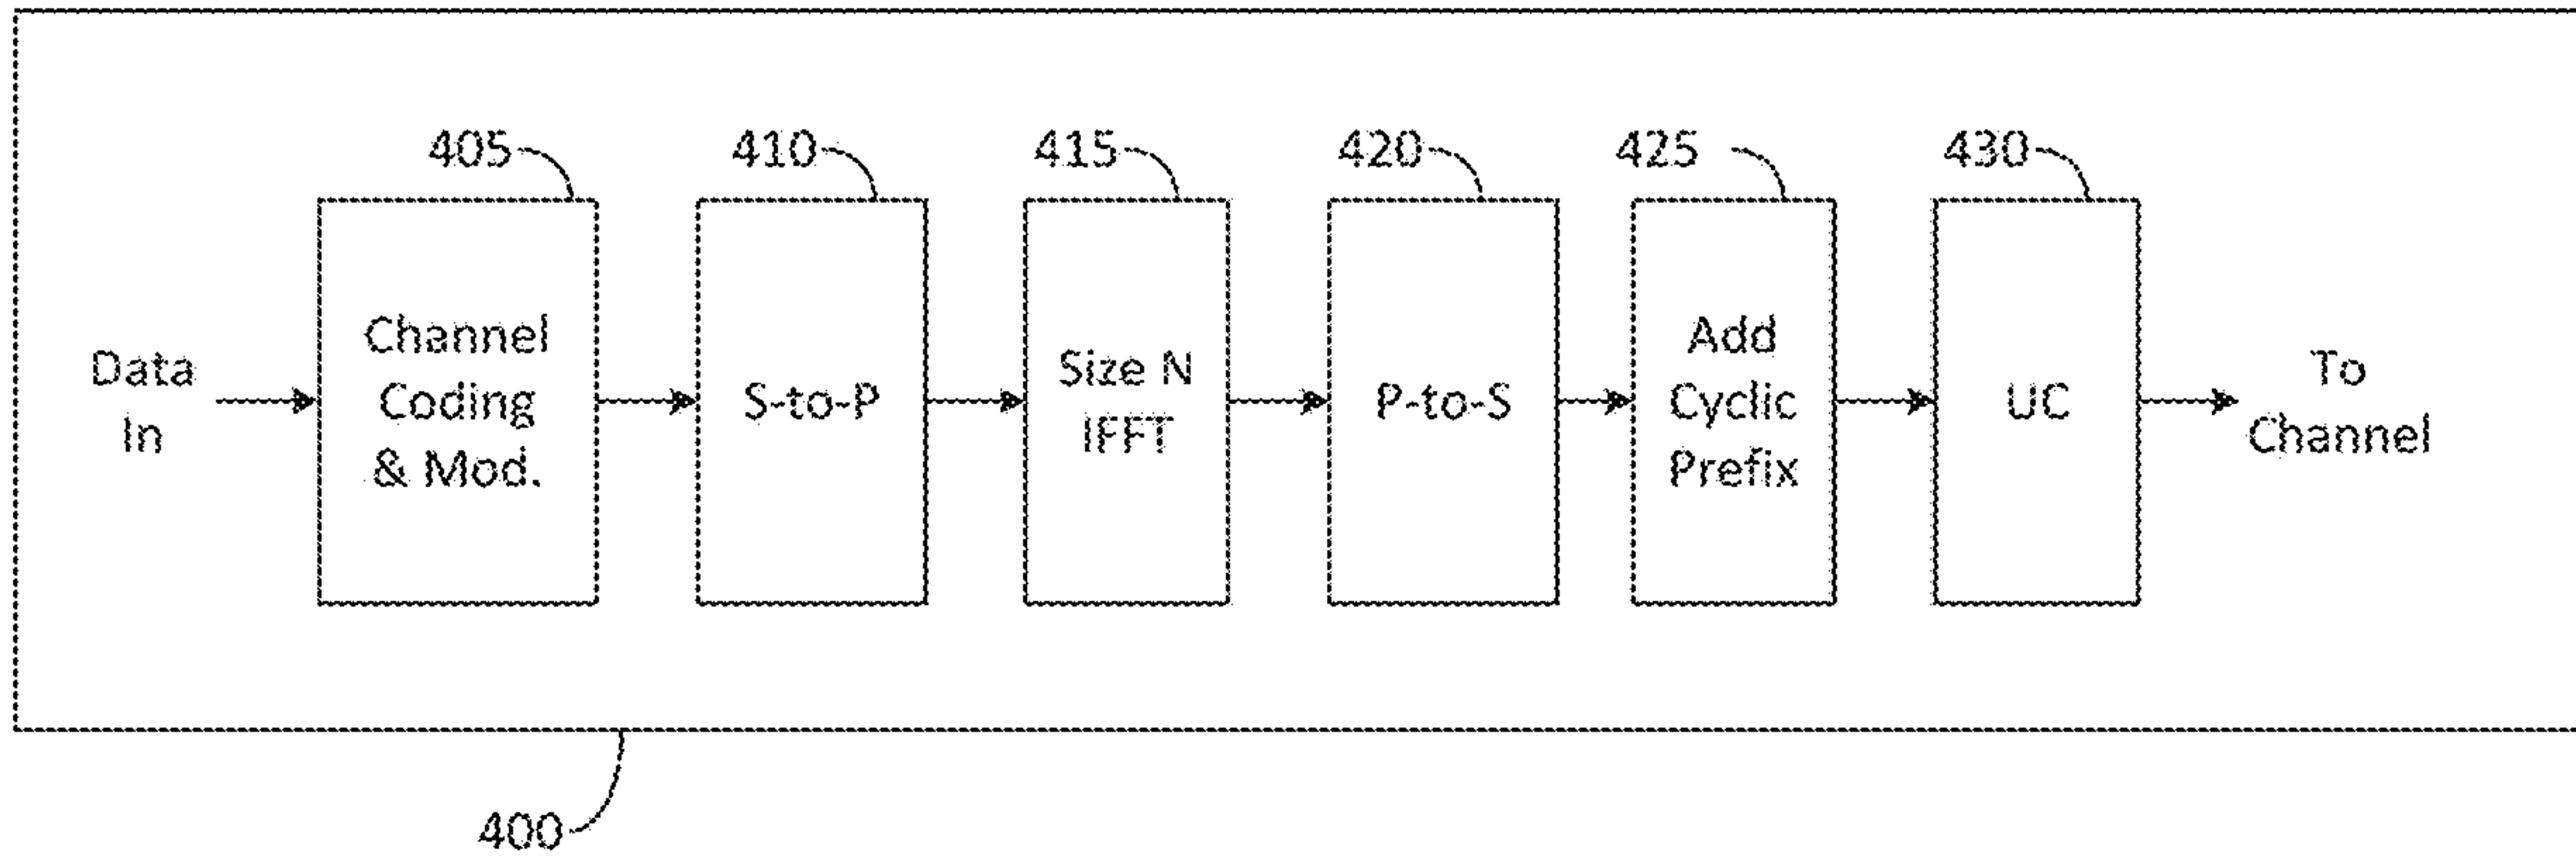 405
410
415
420
425
430
Data
In
Channel
Coding
& Mod.
S-to-P
Size N
IFFT
P-to-S
Add
Cyclic
Prefix
UC
To
Channel
400